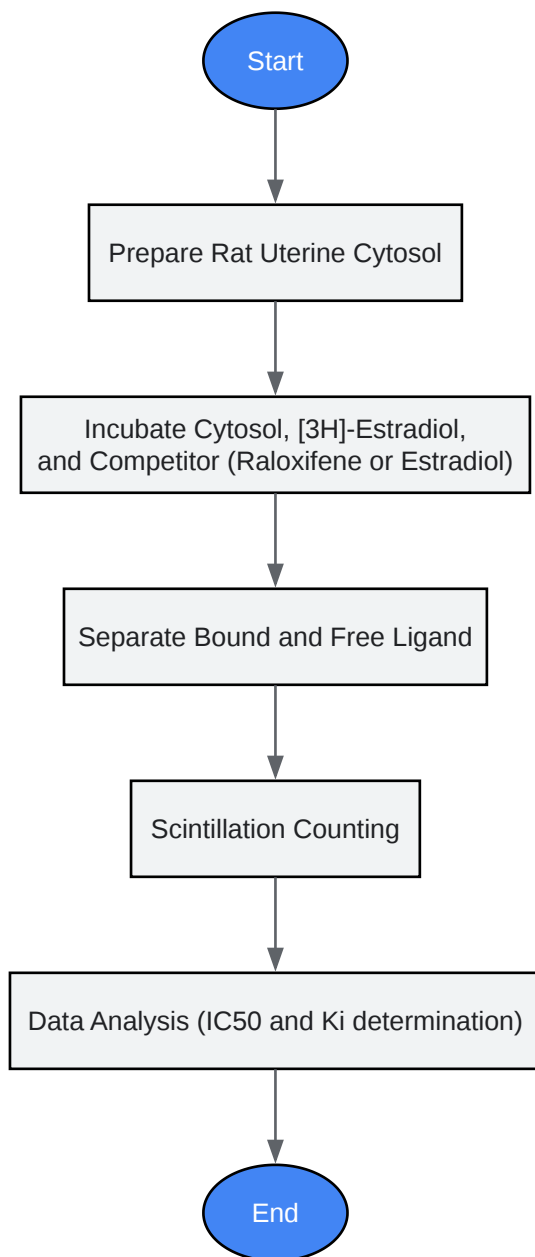 Start
Prepare Rat Uterine Cytosol
Incubate Cytosol, [3H]-Estradiol,
and Competitor (Raloxifene or Estradiol)
Separate Bound and Free Ligand
Scintillation Counting
Data Analysis (IC50 and Ki determination)
End